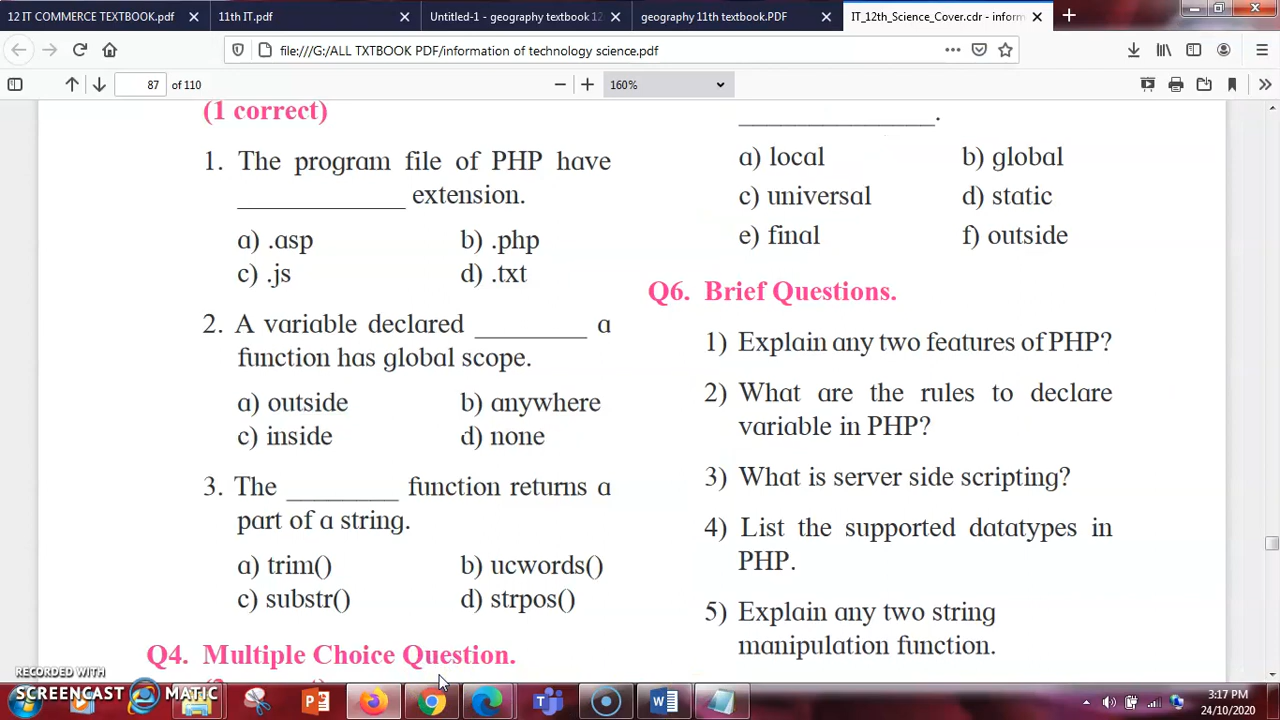 12 IT COMMERCE TEXTBOOK.pdf
11th IT.pdf
Untitled-1 - geography textbook 12
geography 11th textbook.PDF
IT_12th_Science_Cover.cdr - inform
file:///G:/ALL TXTBOOK PDF/information of technology science.pdf
87 of 110
160%
(1 correct)
1. The program file of PHP have
____________ extension.
a) .asp b) .php
c) .js d) .txt
2. A variable declared ________ a
function has global scope.
a) outside b) anywhere
c) inside d) none
3. The ________ function returns a
part of a string.
a) trim() b) ucwords()
c) substr() d) strpos()
Q4. Multiple Choice Question.
______________.
a) local b) global
c) universal d) static
e) final f) outside
Q6. Brief Questions.
1) Explain any two features of PHP?
2) What are the rules to declare
variable in PHP?
3) What is server side scripting?
4) List the supported datatypes in
PHP.
5) Explain any two string
manipulation function.
RECORDED WITH
SCREENCAST MATIC
3:17 PM
24/10/2020